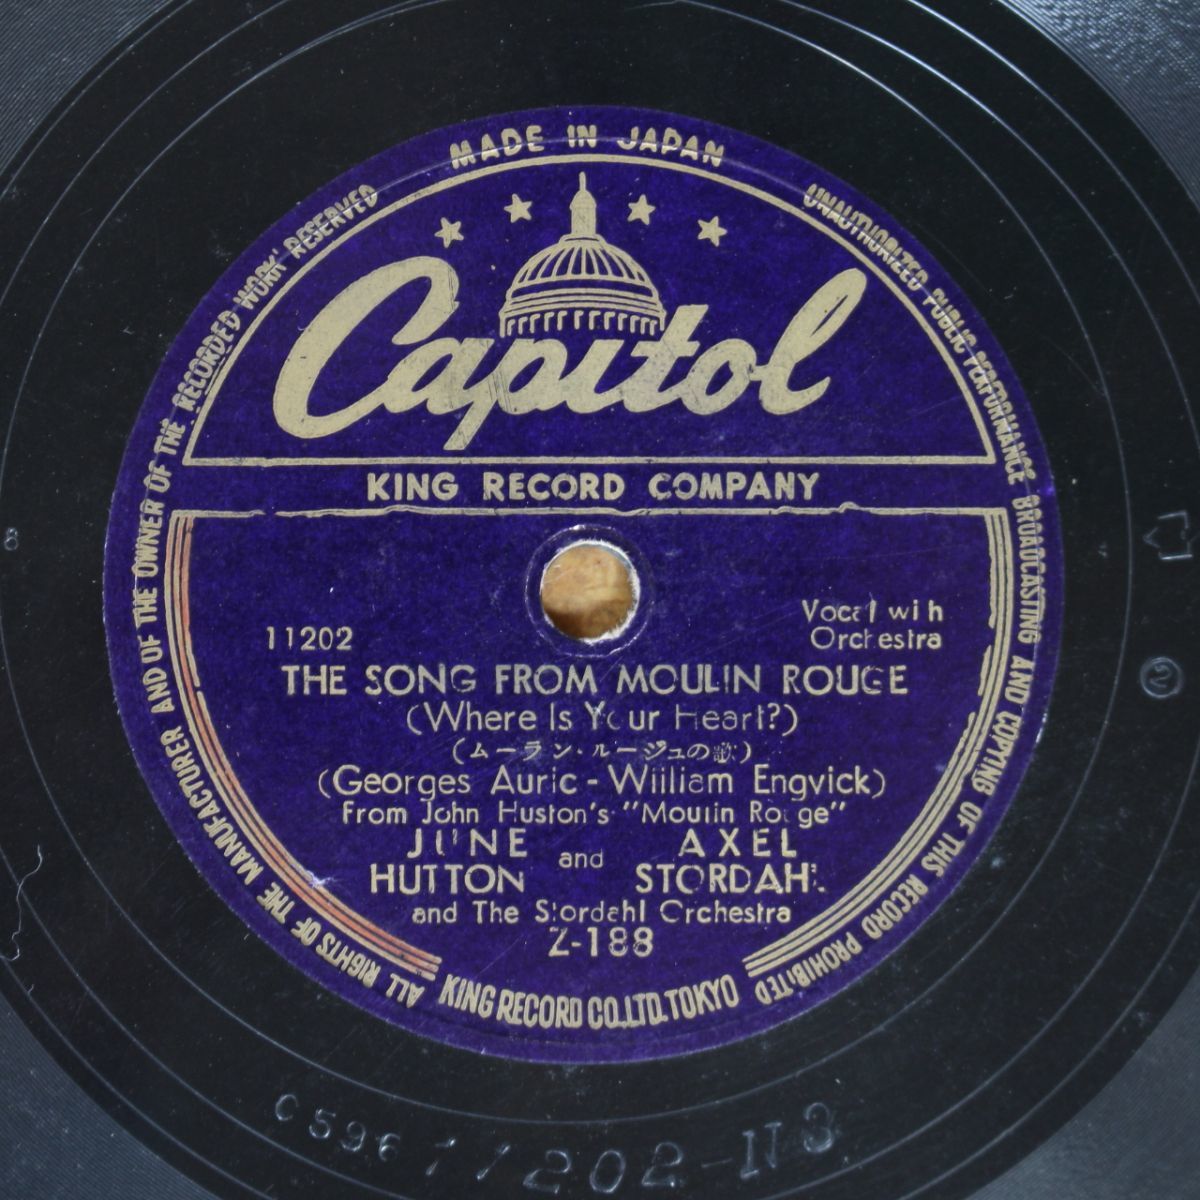 MADE IN JAPAN
UNAUTHORIZED PUBLIC PERFORMANCE BROADCASTING AND COPYING OF THIS RECORD PROHIBITED
ALL RIGHTS OF THE MANUFACTURER AND OF THE OWNER OF THE RECORDED WORK RESERVED
Capitol
KING RECORD COMPANY
Vocal with
Orchestra
11202
THE SONG FROM MOULIN ROUGE
(Where Is Your Heart?)
(ムーラン・ルージュの歌)
(Georges Auric - William Engvick)
From John Huston's "Moulin Rouge"
JUNE HUTTON and AXEL STORDAHL
and The Stordahl Orchestra
Z-188
KING RECORD CO.LTD.TOKYO
8
C596 11202-II3